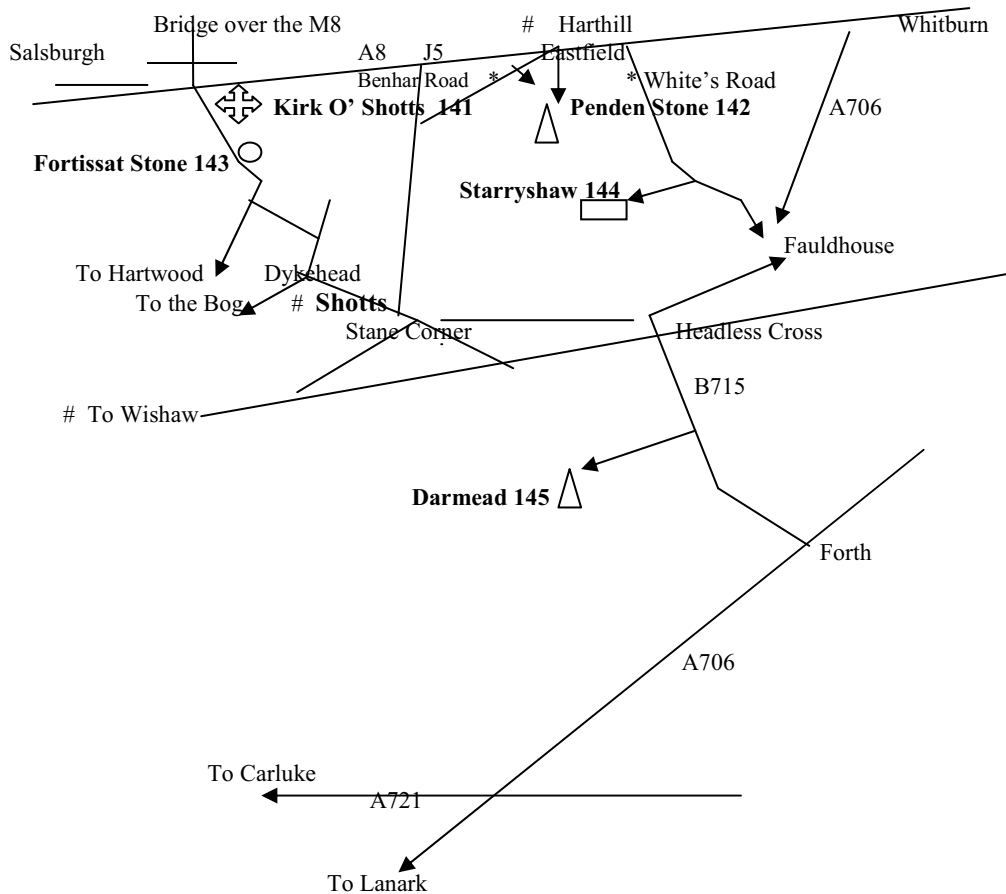 Bridge over the M8 # Harthill Whitburn
Salsburgh A8 J5 Eastfield
Benhar Road * * White's Road
Kirk O' Shotts 141 Penden Stone 142 A706
Fortissat Stone 143
Starryshaw 144
Fauldhouse
To Hartwood Dykehead
To the Bog # Shotts
Stane Corner Headless Cross
B715
# To Wishaw
Darmead 145
Forth
A706
To Carluke
A721
To Lanark